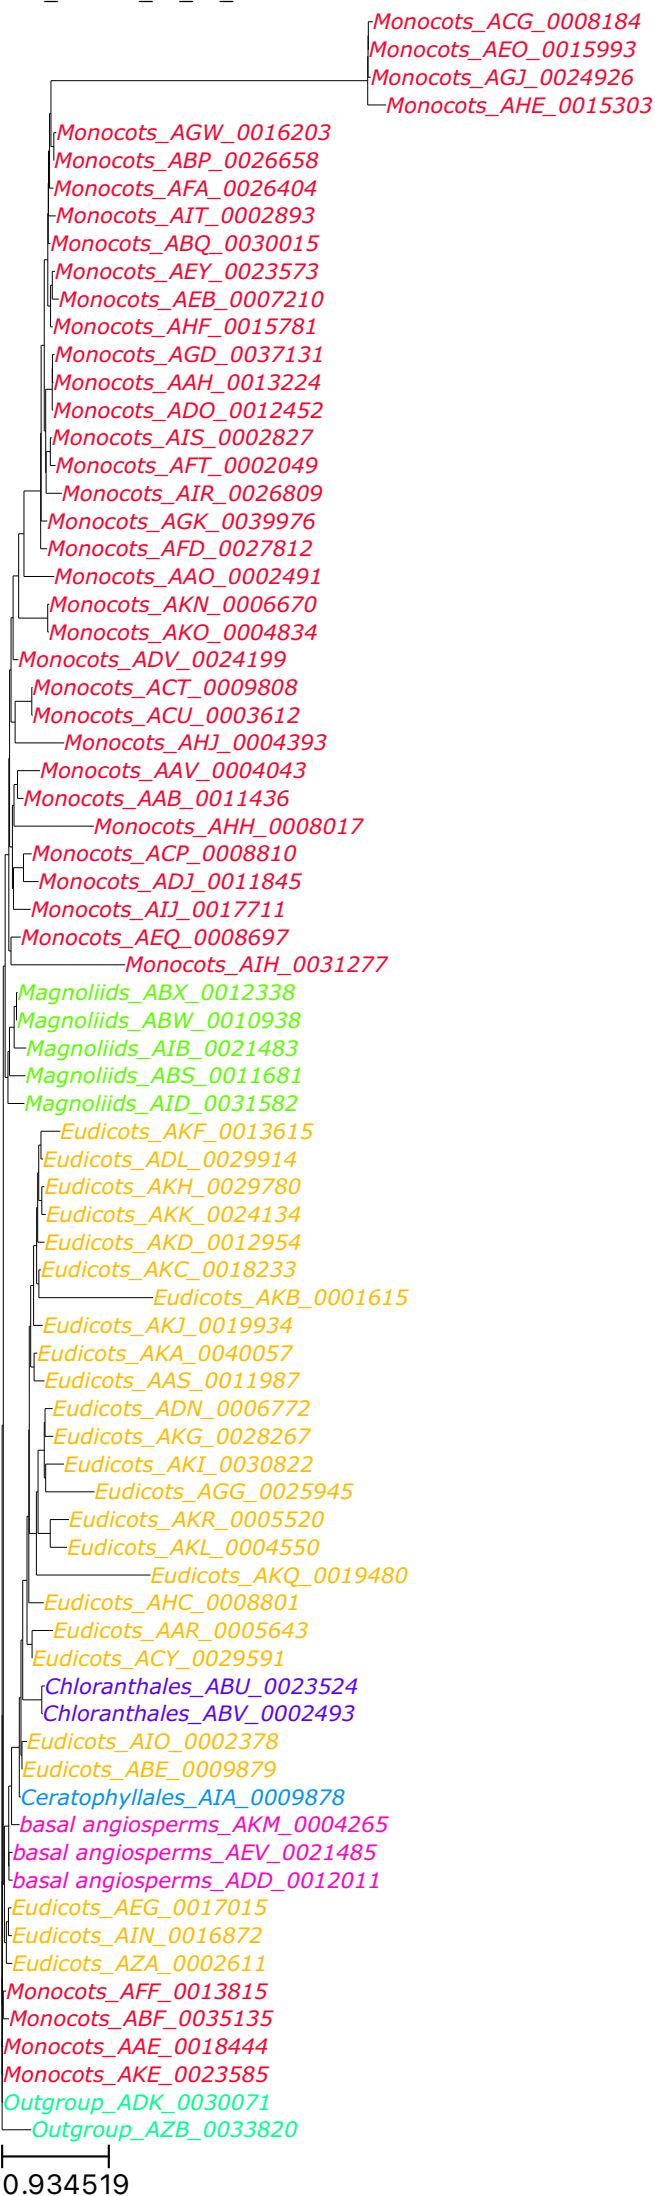 Monocots_ACG_0008184
Monocots_AEO_0015993
Monocots_AGJ_0024926
Monocots_AHE_0015303
Monocots_AGW_0016203
Monocots_ABP_0026658
Monocots_AFA_0026404
Monocots_AIT_0002893
Monocots_ABQ_0030015
Monocots_AEY_0023573
Monocots_AEB_0007210
Monocots_AHF_0015781
Monocots_AGD_0037131
Monocots_AAH_0013224
Monocots_ADO_0012452
Monocots_AIS_0002827
Monocots_AFT_0002049
Monocots_AIR_0026809
Monocots_AGK_0039976
Monocots_AFD_0027812
Monocots_AAO_0002491
Monocots_AKN_0006670
Monocots_AKO_0004834
Monocots_ADV_0024199
Monocots_ACT_0009808
Monocots_ACU_0003612
Monocots_AHJ_0004393
Monocots_AAV_0004043
Monocots_AAB_0011436
Monocots_AHH_0008017
Monocots_ACP_0008810
Monocots_ADJ_0011845
Monocots_AIJ_0017711
Monocots_AEQ_0008697
Monocots_AIH_0031277
Magnoliids_ABX_0012338
Magnoliids_ABW_0010938
Magnoliids_AIB_0021483
Magnoliids_ABS_0011681
Magnoliids_AID_0031582
Eudicots_AKF_0013615
Eudicots_ADL_0029914
Eudicots_AKH_0029780
Eudicots_AKK_0024134
Eudicots_AKD_0012954
Eudicots_AKC_0018233
Eudicots_AKB_0001615
Eudicots_AKJ_0019934
Eudicots_AKA_0040057
Eudicots_AAS_0011987
Eudicots_ADN_0006772
Eudicots_AKG_0028267
Eudicots_AKI_0030822
Eudicots_AGG_0025945
Eudicots_AKR_0005520
Eudicots_AKL_0004550
Eudicots_AKQ_0019480
Eudicots_AHC_0008801
Eudicots_AAR_0005643
Eudicots_ACY_0029591
Chloranthales_ABU_0023524
Chloranthales_ABV_0002493
Eudicots_AIO_0002378
Eudicots_ABE_0009879
Ceratophyllales_AIA_0009878
basal angiosperms_AKM_0004265
basal angiosperms_AEV_0021485
basal angiosperms_ADD_0012011
Eudicots_AEG_0017015
Eudicots_AIN_0016872
Eudicots_AZA_0002611
Monocots_AFF_0013815
Monocots_ABF_0035135
Monocots_AAE_0018444
Monocots_AKE_0023585
Outgroup_ADK_0030071
Outgroup_AZB_0033820
0.934519